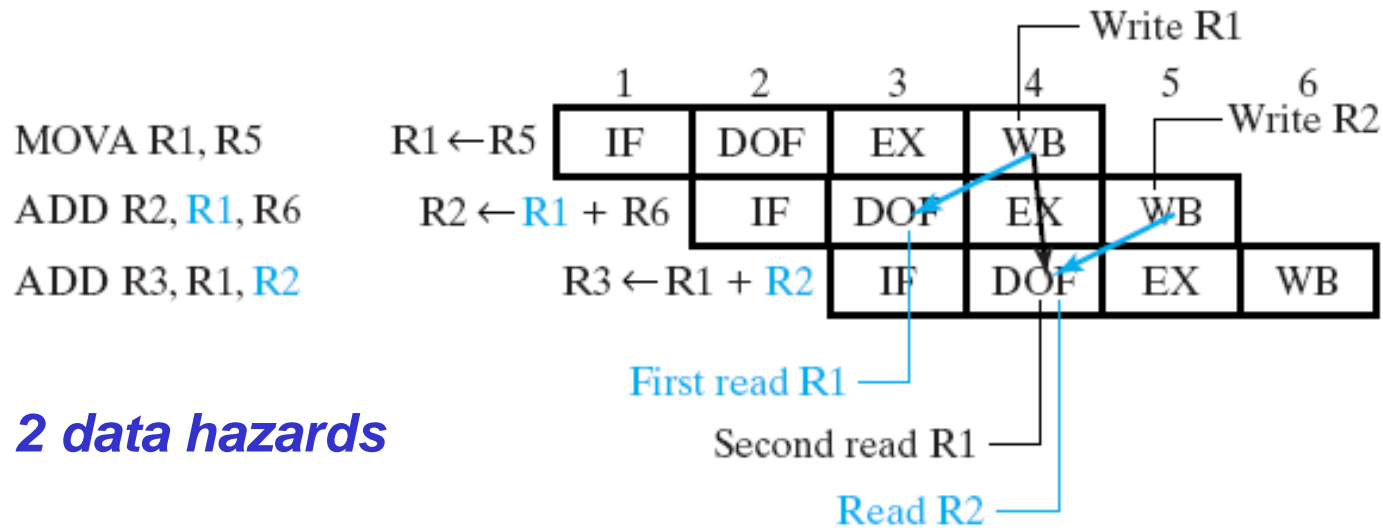 Write R1
1 2 3 4 5 6
Write R2
MOVA R1, R5 R1 ← R5 IF DOF EX WB
ADD R2, R1, R6 R2 ← R1 + R6 IF DOF EX WB
ADD R3, R1, R2 R3 ← R1 + R2 IF DOF EX WB
First read R1
2 data hazards
Second read R1
Read R2